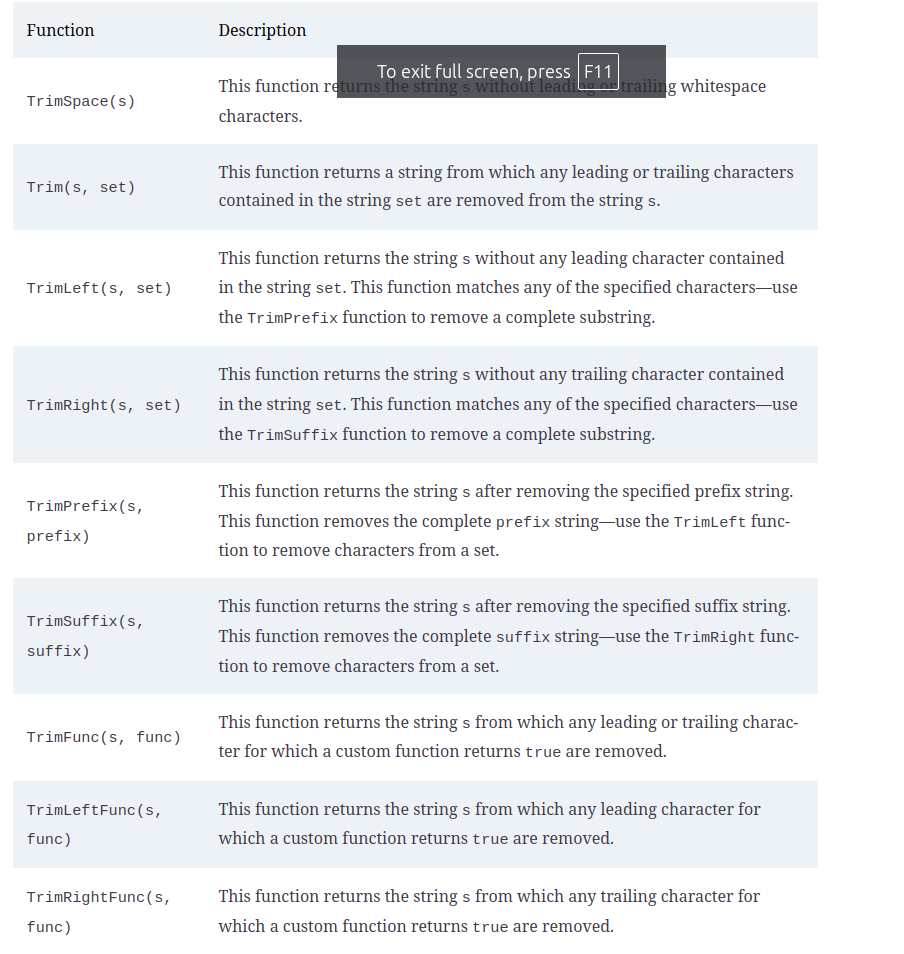 Function Description
To exit full screen, press F11
This function returns the string s without leading or trailing whitespace
TrimSpace(s)
characters.
This function returns a string from which any leading or trailing characters
Trim(s, set)
contained in the string set are removed from the string s.
This function returns the string s without any leading character contained
TrimLeft(s, set)
in the string set. This function matches any of the specified characters—use
the TrimPrefix function to remove a complete substring.
This function returns the string s without any trailing character contained
TrimRight(s, set)
in the string set. This function matches any of the specified characters—use
the TrimSuffix function to remove a complete substring.
TrimPrefix(s,
prefix)
This function returns the string s after removing the specified prefix string.
This function removes the complete prefix string—use the TrimLeft func-
tion to remove characters from a set.
TrimSuffix(s,
suffix)
This function returns the string s after removing the specified suffix string.
This function removes the complete suffix string—use the TrimRight func-
tion to remove characters from a set.
TrimFunc(s, func)
This function returns the string s from which any leading or trailing charac-
ter for which a custom function returns true are removed.
TrimLeftFunc(s,
func)
This function returns the string s from which any leading character for
which a custom function returns true are removed.
TrimRightFunc(s,
func)
This function returns the string s from which any trailing character for
which a custom function returns true are removed.